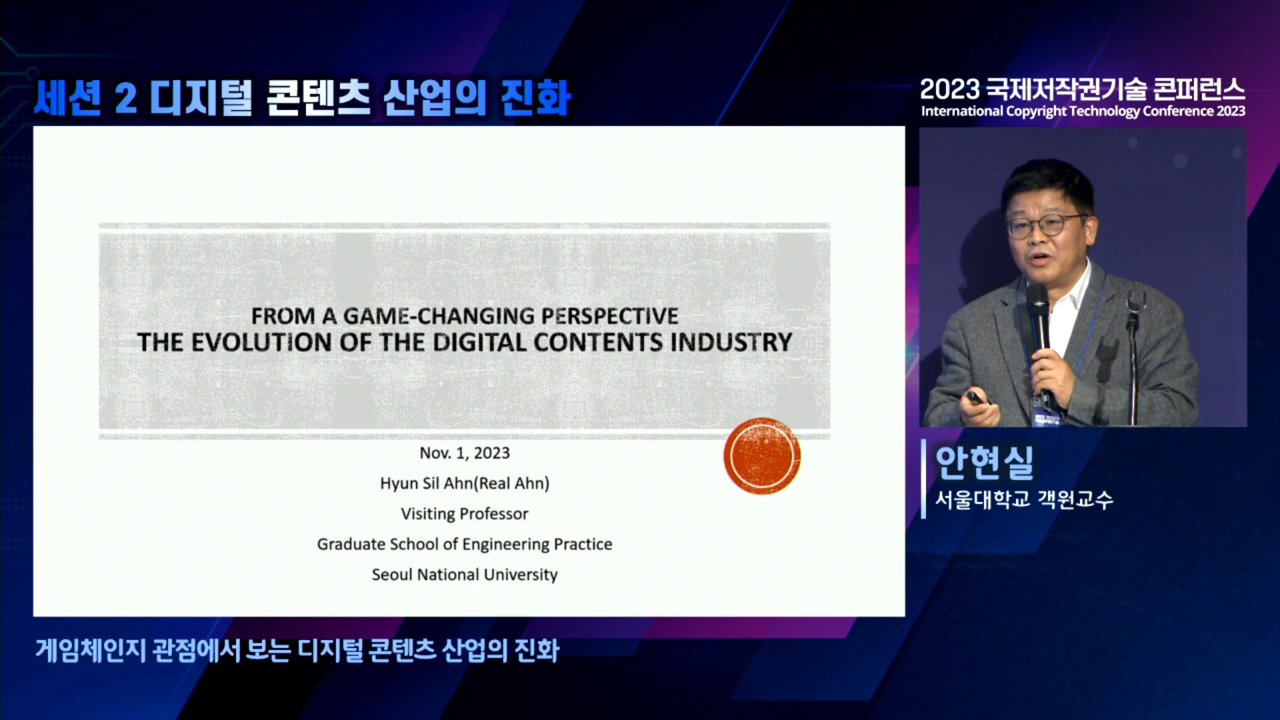 세션 2 디지털 콘텐츠 산업의 진화
2023 국제저작권기술 콘퍼런스
International Copyright Technology Conference 2023
FROM A GAME-CHANGING PERSPECTIVE
THE EVOLUTION OF THE DIGITAL CONTENTS INDUSTRY
Nov. 1, 2023
Hyun Sil Ahn(Real Ahn)
Visiting Professor
Graduate School of Engineering Practice
Seoul National University
안현실
서울대학교 객원교수
게임체인지 관점에서 보는 디지털 콘텐츠 산업의 진화